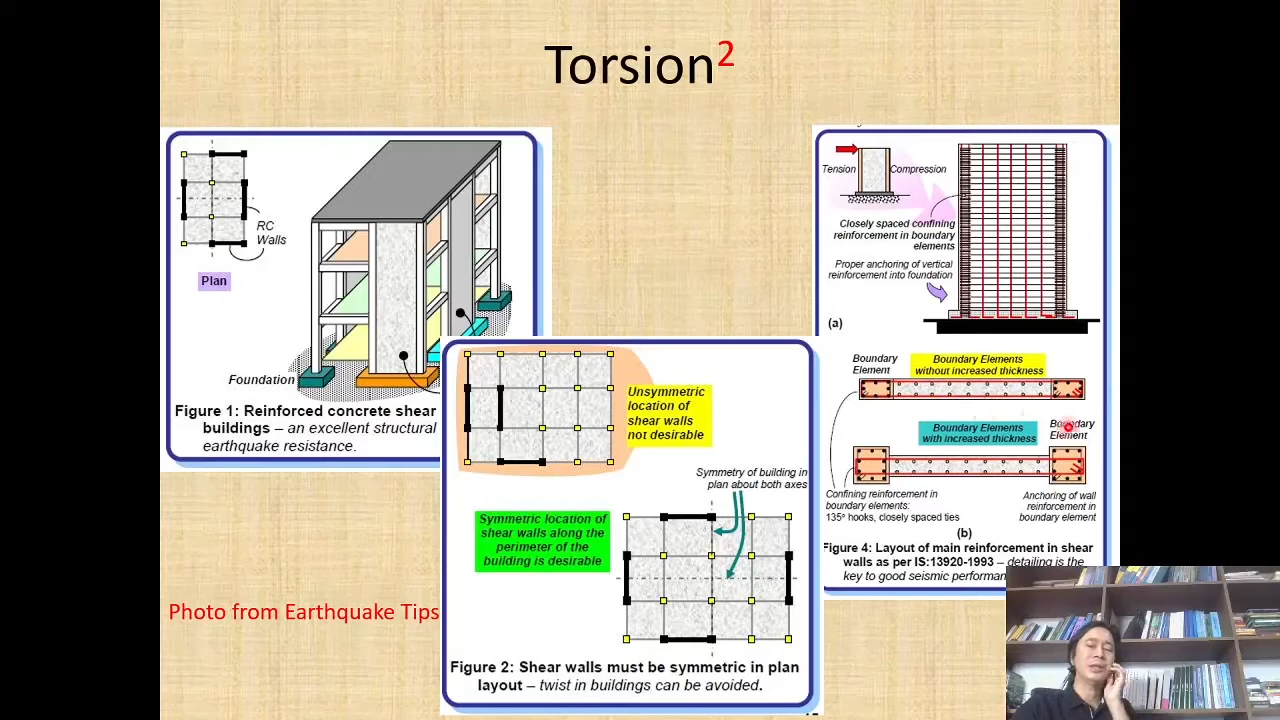 Torsion2
RC
Walls
Plan
Foundation
Figure 1: Reinforced concrete shear
buildings – an excellent structural
earthquake resistance.
Unsymmetric
location of
shear walls
not desirable
Symmetry of building in
plan about both axes
Symmetric location of
shear walls along the
perimeter of the
building is desirable
Figure 2: Shear walls must be symmetric in plan
layout – twist in buildings can be avoided.
Photo from Earthquake Tips
Tension
Compression
Closely spaced confining
reinforcement in boundary
elements
Proper anchoring of vertical
reinforcement into foundation
(a)
Boundary
Element
Boundary Elements
without increased thickness
Boundary Elements
with increased thickness
Boundary
Element
Confining reinforcement in
boundary elements:
135° hooks, closely spaced ties
Anchoring of wall
reinforcement in
boundary element
(b)
Figure 4: Layout of main reinforcement in shear
walls as per IS:13920-1993 – detailing is the
key to good seismic performan